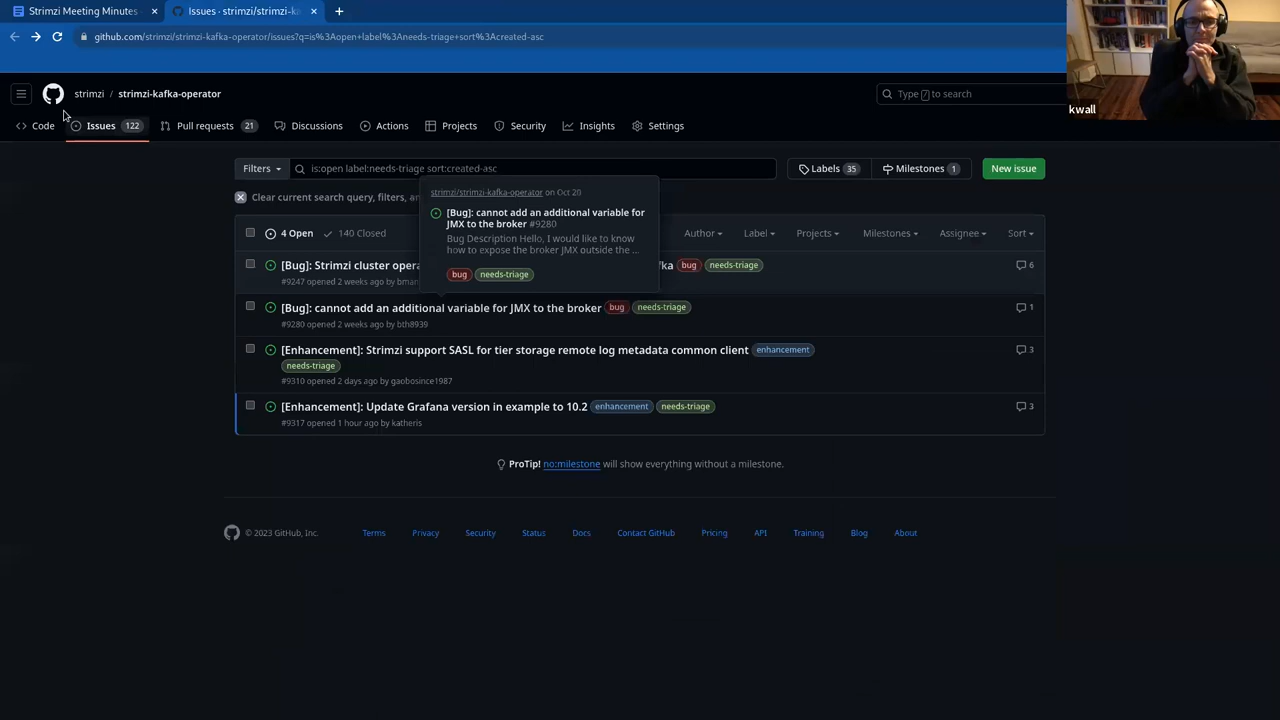 Strimzi Meeting Minutes
Issues · strimzi/strimzi-k
github.com/strimzi/strimzi-kafka-operator/issues?q=is%3Aopen+label%3Aneeds-triage+sort%3Acreated-asc
kwall
strimzi / strimzi-kafka-operator
Type / to search
Code
Issues 122
Pull requests 21
Discussions
Actions
Projects
Security
Insights
Settings
Filters
is:open label:needs-triage sort:created-asc
Labels 35
Milestones 1
New issue
Clear current search query, filters, an
strimzi/strimzi-kafka-operator on Oct 20
[Bug]: cannot add an additional variable for
JMX to the broker #9280
Bug Description Hello, I would like to know
how to expose the broker JMX outside the ...
bug needs-triage
4 Open
140 Closed
Author
Label
Projects
Milestones
Assignee
Sort
[Bug]: Strimzi cluster opera
ka bug needs-triage
6
#9247 opened 2 weeks ago by bman
[Bug]: cannot add an additional variable for JMX to the broker bug needs-triage
1
#9280 opened 2 weeks ago by bth8939
[Enhancement]: Strimzi support SASL for tier storage remote log metadata common client enhancement
3
needs-triage
#9310 opened 2 days ago by gaobosince1987
[Enhancement]: Update Grafana version in example to 10.2 enhancement needs-triage
3
#9317 opened 1 hour ago by katheris
ProTip! no:milestone will show everything without a milestone.
© 2023 GitHub, Inc.
Terms
Privacy
Security
Status
Docs
Contact GitHub
Pricing
API
Training
Blog
About